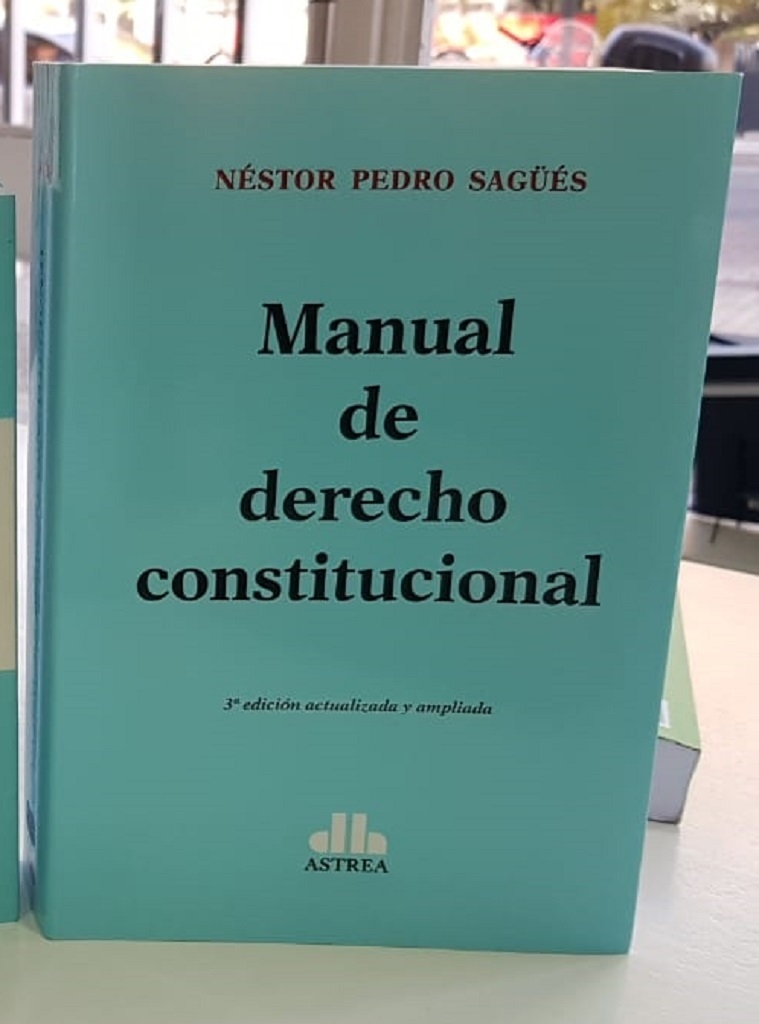 NÉSTOR PEDRO SAGÜÉS
Manual
de
derecho
constitucional
3ª edición actualizada y ampliada
ASTREA